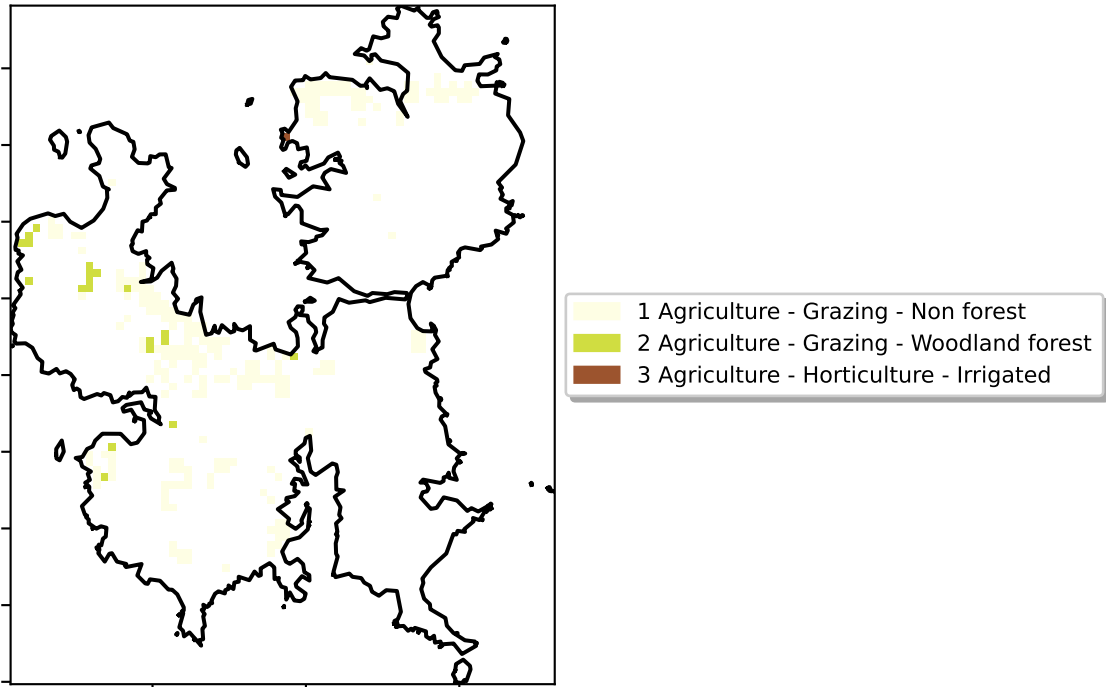 1 Agriculture - Grazing - Non forest
2 Agriculture - Grazing - Woodland forest
3 Agriculture - Horticulture - Irrigated